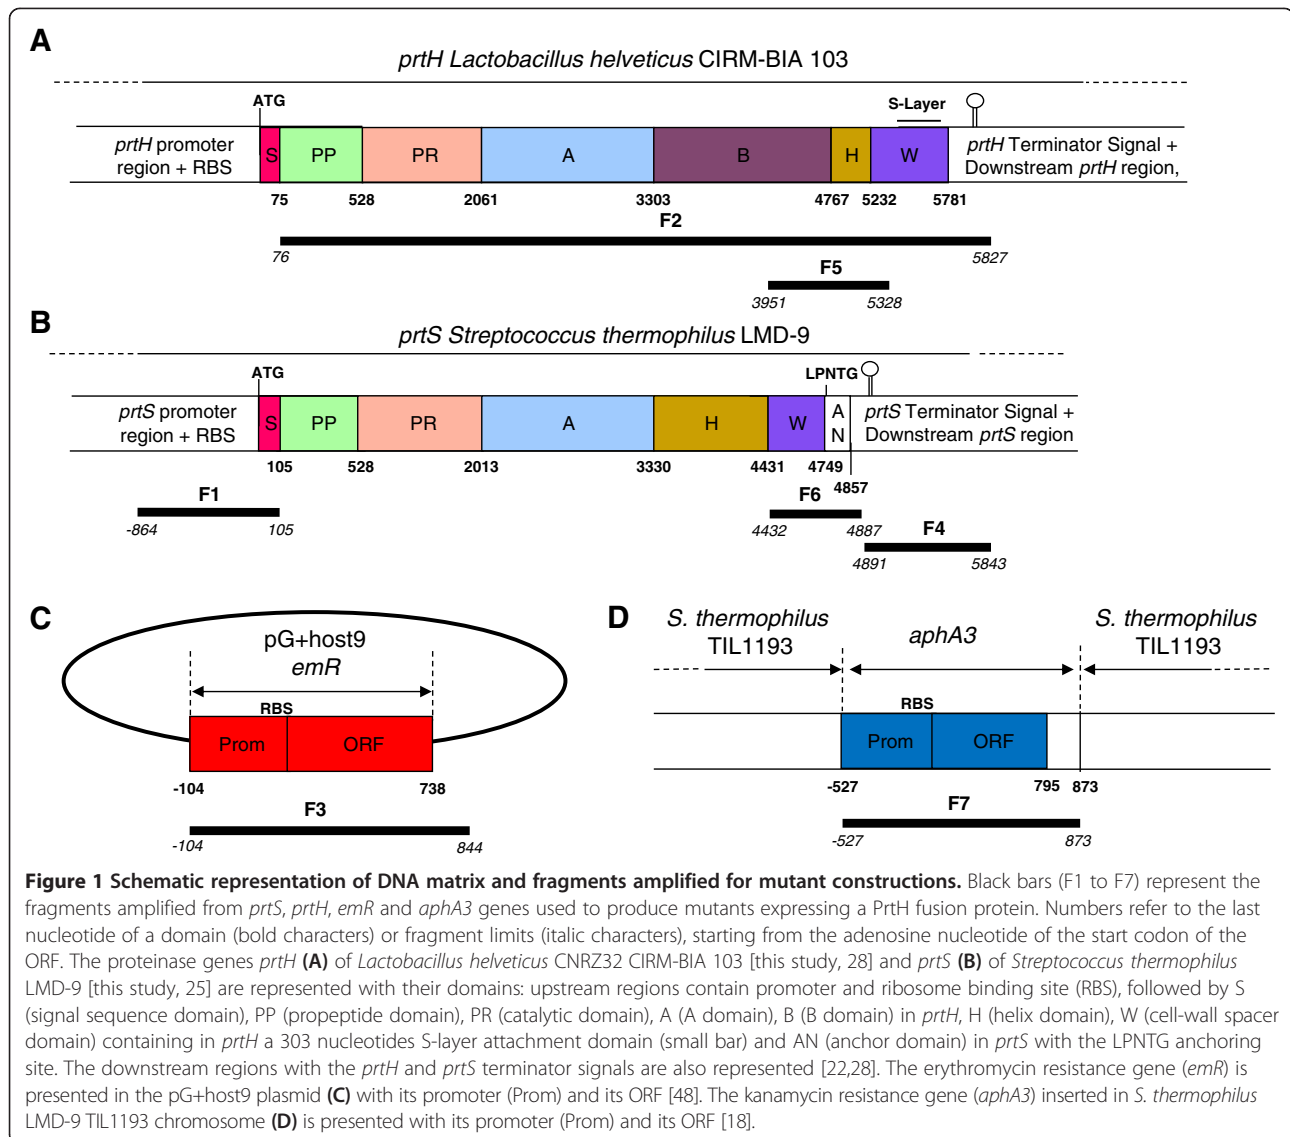 A
prtH Lactobacillus helveticus CIRM-BIA 103
ATG
S-Layer
prtH promoter
region + RBS
S
PP
PR
A
B
H
W
prtH Terminator Signal +
Downstream prtH region,
75
528
2061
3303
4767
5232
5781
F2
76
5827
F5
3951
5328
B
prtS Streptococcus thermophilus LMD-9
ATG
LPNTG
prtS promoter
region + RBS
S
PP
PR
A
H
W
A
N
prtS Terminator Signal +
Downstream prtS region
105
528
2013
3330
4431
4749
4857
F1
-864
105
F6
4432
4887
F4
4891
5843
C
pG+host9
emR
RBS
Prom
ORF
-104
738
F3
-104
844
D
S. thermophilus
TIL1193
aphA3
S. thermophilus
TIL1193
RBS
Prom
ORF
-527
795
873
F7
-527
873
Figure 1 Schematic representation of DNA matrix and fragments amplified for mutant constructions. Black bars (F1 to F7) represent the
fragments amplified from prtS, prtH, emR and aphA3 genes used to produce mutants expressing a PrtH fusion protein. Numbers refer to the last
nucleotide of a domain (bold characters) or fragment limits (italic characters), starting from the adenosine nucleotide of the start codon of the
ORF. The proteinase genes prtH (A) of Lactobacillus helveticus CNRZ32 CIRM-BIA 103 [this study, 28] and prtS (B) of Streptococcus thermophilus
LMD-9 [this study, 25] are represented with their domains: upstream regions contain promoter and ribosome binding site (RBS), followed by S
(signal sequence domain), PP (propeptide domain), PR (catalytic domain), A (A domain), B (B domain) in prtH, H (helix domain), W (cell-wall spacer
domain) containing in prtH a 303 nucleotides S-layer attachment domain (small bar) and AN (anchor domain) in prtS with the LPNTG anchoring
site. The downstream regions with the prtH and prtS terminator signals are also represented [22,28]. The erythromycin resistance gene (emR) is
presented in the pG+host9 plasmid (C) with its promoter (Prom) and its ORF [48]. The kanamycin resistance gene (aphA3) inserted in S. thermophilus
LMD-9 TIL1193 chromosome (D) is presented with its promoter (Prom) and its ORF [18].